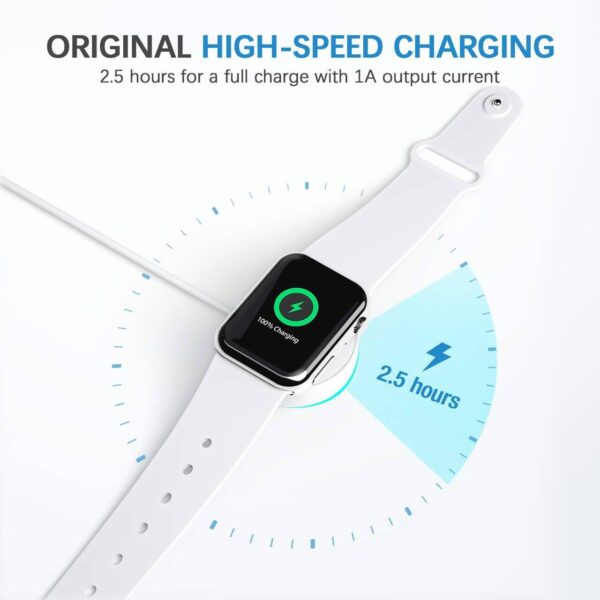 ORIGINAL HIGH-SPEED CHARGING
2.5 hours for a full charge with 1A output current
100% Charging
2.5 hours